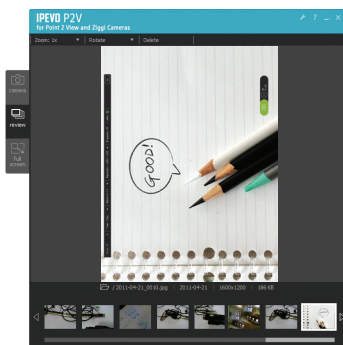 IPEVO P2V
for Point 2 View and Ziggi Cameras
Zoom: 1x
Rotate
Delete
camera
review
full
screen
GOOD!
/ 2011-04-21_0010.jpg
2011-04-21
1600x1200
186 KB